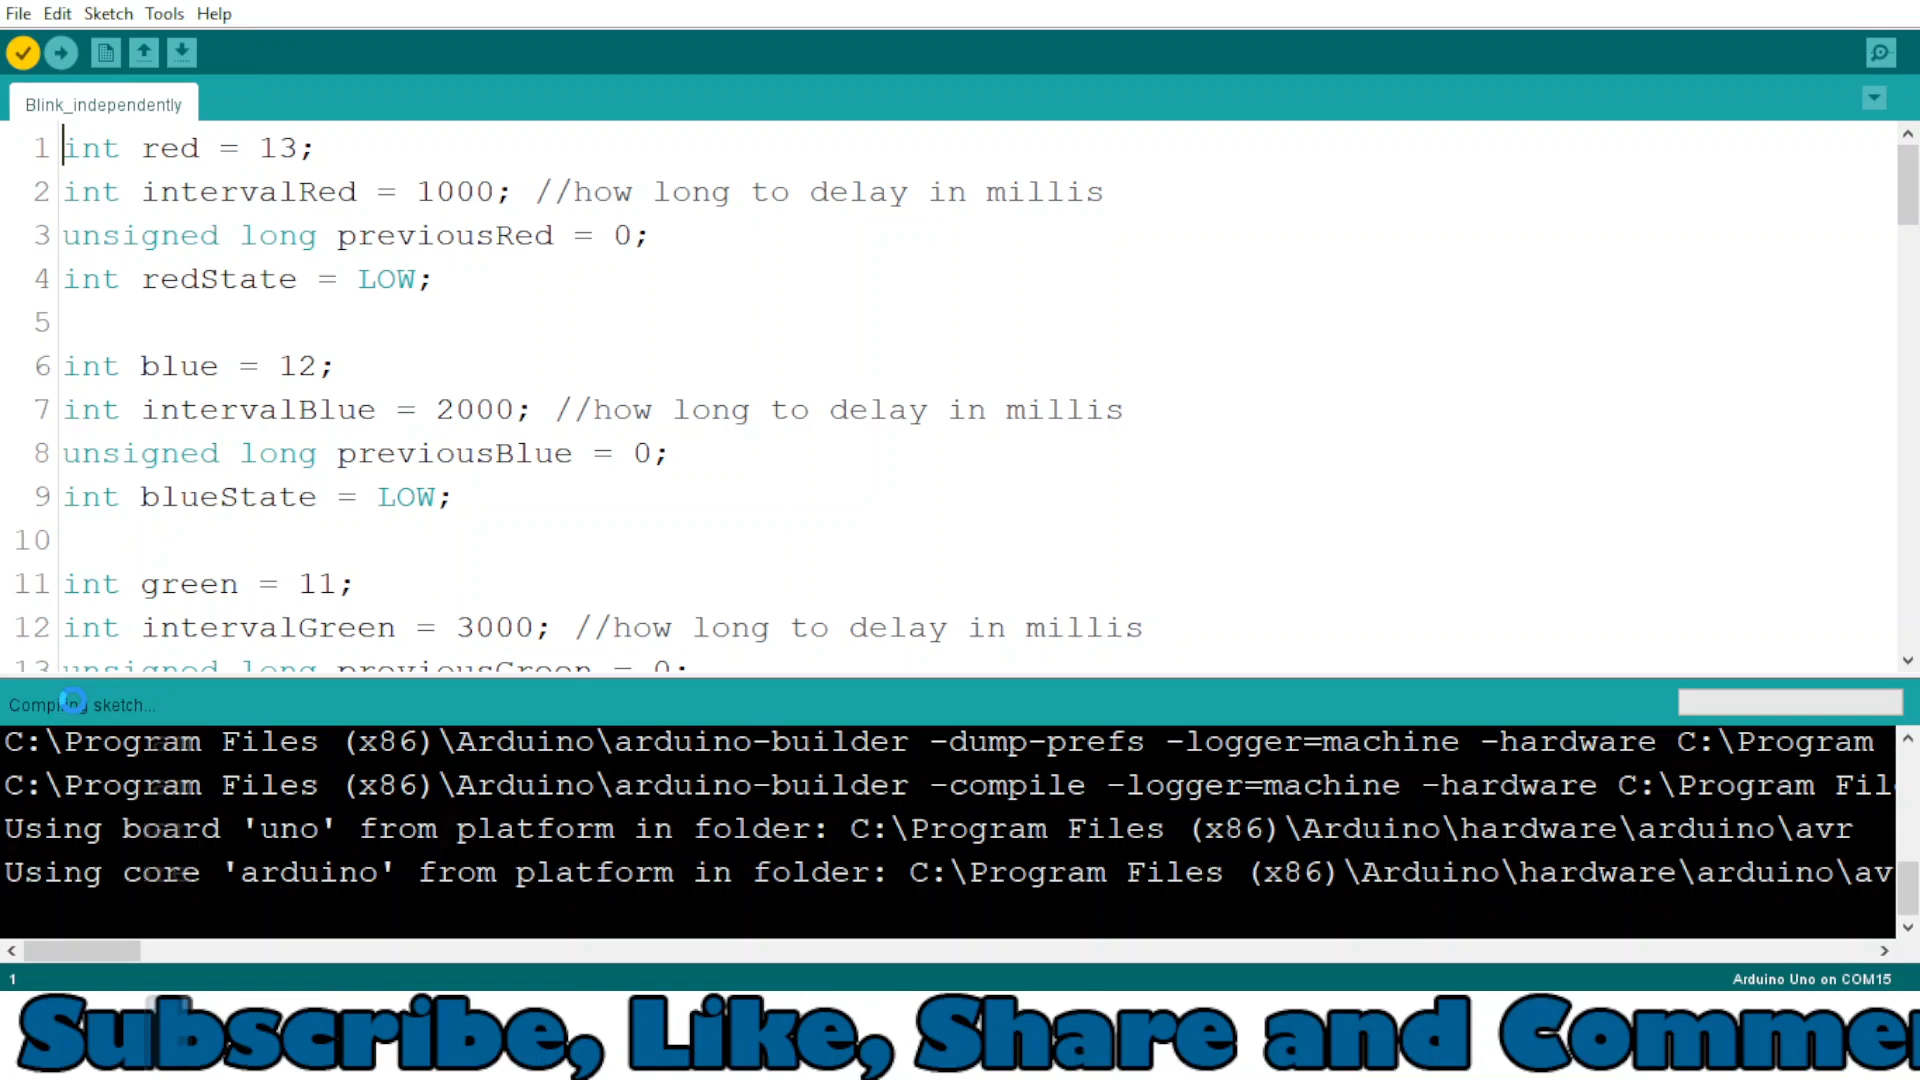 File Edit Sketch Tools Help
Blink_independently
1 int red = 13;
2 int intervalRed = 1000; //how long to delay in millis
3 unsigned long previousRed = 0;
4 int redState = LOW;
5
6 int blue = 12;
7 int intervalBlue = 2000; //how long to delay in millis
8 unsigned long previousBlue = 0;
9 int blueState = LOW;
10
11 int green = 11;
12 int intervalGreen = 3000; //how long to delay in millis
13 unsigned long previousGreen = 0;
Compiling sketch...
C:\Program Files (x86)\Arduino\arduino-builder -dump-prefs -logger=machine -hardware C:\Program
C:\Program Files (x86)\Arduino\arduino-builder -compile -logger=machine -hardware C:\Program Fil
Using board 'uno' from platform in folder: C:\Program Files (x86)\Arduino\hardware\arduino\avr
Using core 'arduino' from platform in folder: C:\Program Files (x86)\Arduino\hardware\arduino\av
1
Arduino Uno on COM15
Subscribe, Like, Share and Comme